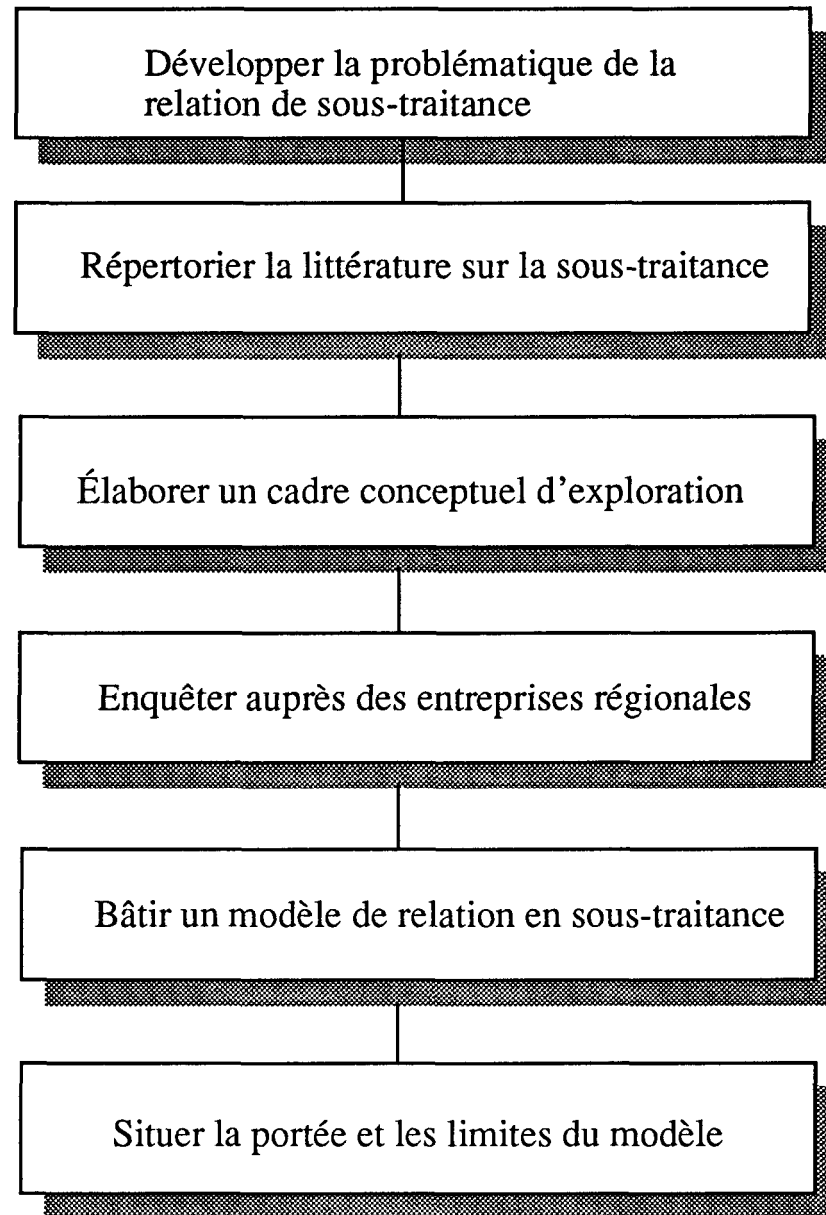 Développer la problématique de la
relation de sous-traitance
Répertorier la littérature sur la sous-traitance
Élaborer un cadre conceptuel d'exploration
Enquêter auprès des entreprises régionales
Bâtir un modèle de relation en sous-traitance
Situer la portée et les limites du modèle